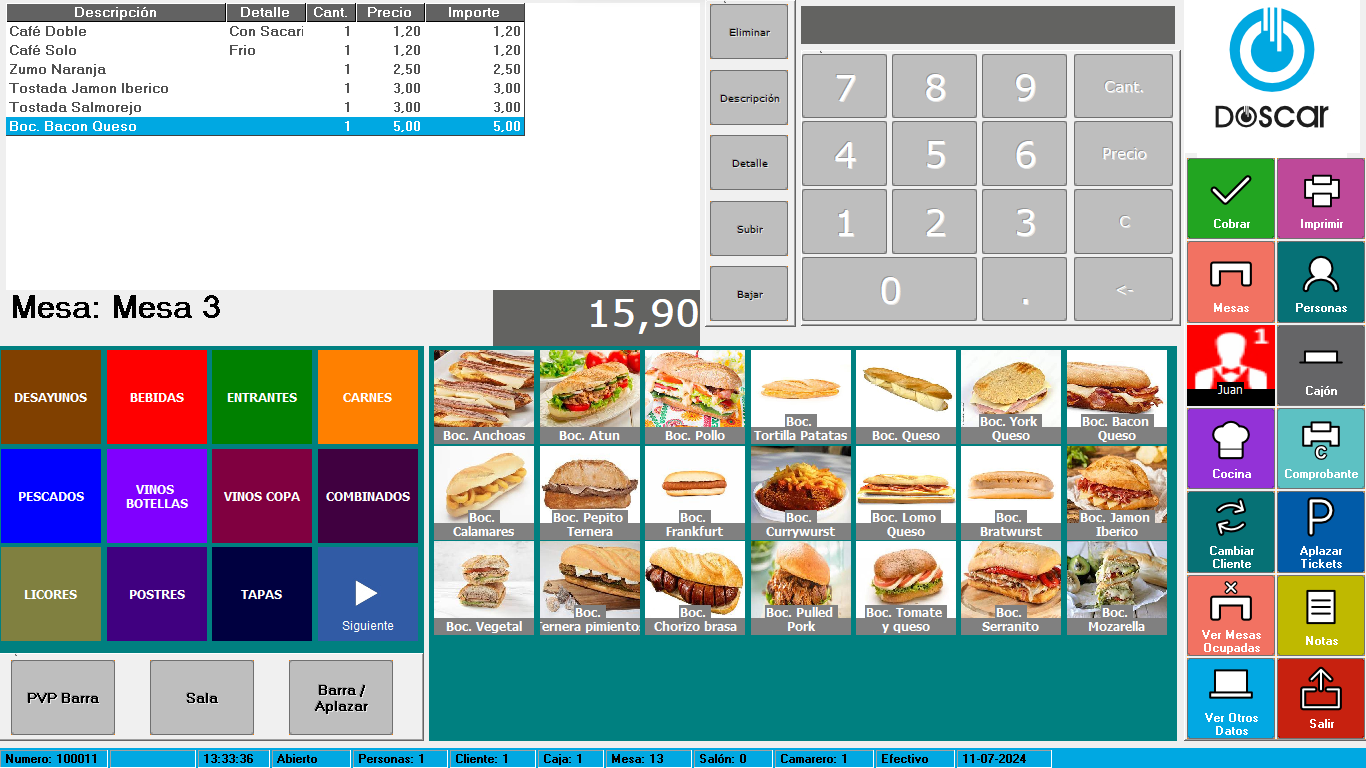 Descripción Detalle Cant. Precio Importe
Café Doble Con Sacari 1 1,20 1,20
Café Solo Frio 1 1,20 1,20
Zumo Naranja 1 2,50 2,50
Tostada Jamon Iberico 1 3,00 3,00
Tostada Salmorejo 1 3,00 3,00
Boc. Bacon Queso 1 5,00 5,00
Mesa: Mesa 3
15,90
Eliminar
Descripción
Detalle
Subir
Bajar
7 8 9 Cant.
4 5 6 Precio
1 2 3 C
0 . <-
DOSCAR
Cobrar
Imprimir
Mesas
Personas
1
Juan
Cajón
Cocina
C
Comprobante
Cambiar
Cliente
P
Aplazar
Tickets
Ver Mesas
Ocupadas
Notas
Ver Otros
Datos
Salir
DESAYUNOS
BEBIDAS
ENTRANTES
CARNES
PESCADOS
VINOS
BOTELLAS
VINOS COPA
COMBINADOS
LICORES
POSTRES
TAPAS
Siguiente
PVP Barra
Sala
Barra /
Aplazar
Boc. Anchoas
Boc. Atun
Boc. Pollo
Boc.
Tortilla Patatas
Boc. Queso
Boc. York
Queso
Boc. Bacon
Queso
Boc.
Calamares
Boc. Pepito
Ternera
Boc.
Frankfurt
Boc.
Currywurst
Boc. Lomo
Queso
Boc.
Bratwurst
Boc. Jamon
Iberico
Boc. Vegetal
Boc.
Ternera pimientos
Boc.
Chorizo brasa
Boc. Pulled
Pork
Boc. Tomate
y queso
Boc.
Serranito
Boc.
Mozarella
Numero: 100011 13:33:36 Abierto Personas: 1 Cliente: 1 Caja: 1 Mesa: 13 Salón: 0 Camarero: 1 Efectivo 11-07-2024